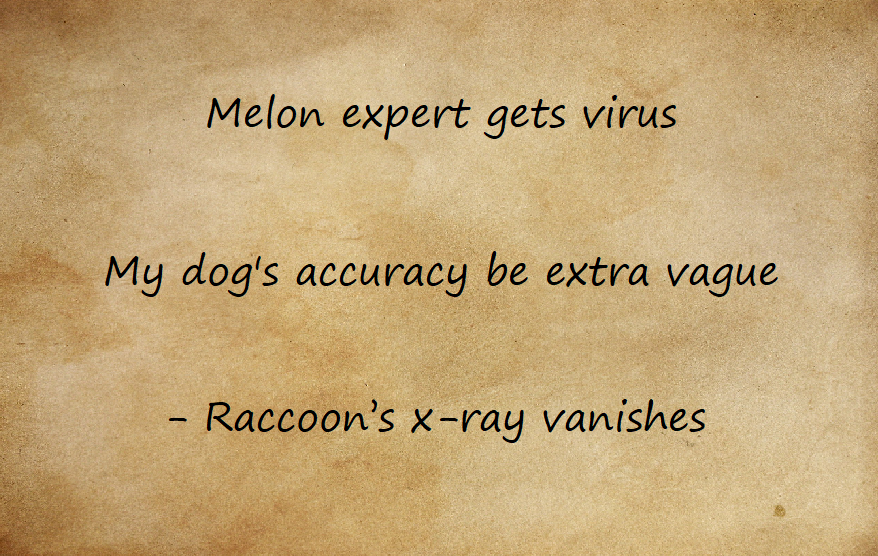 Melon expert gets virus
My dog's accuracy be extra vague
- Raccoon’s x-ray vanishes